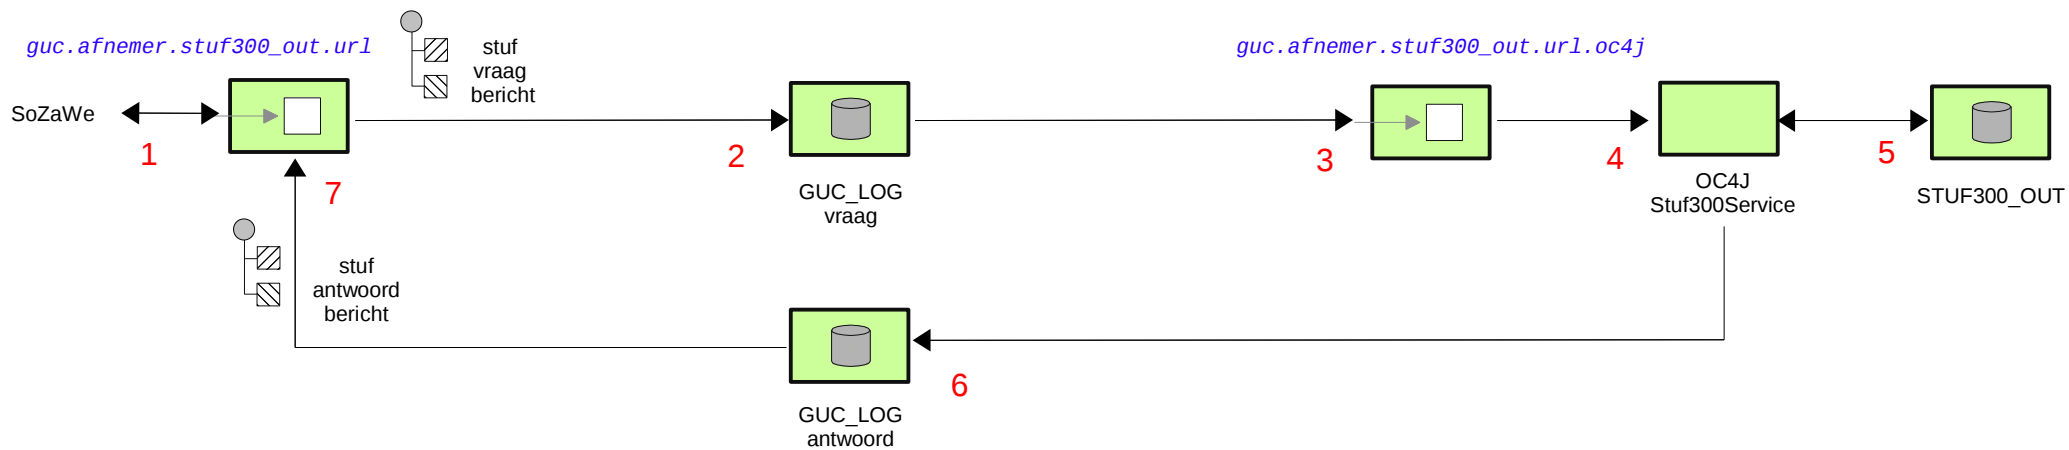 guc.afnemer.stuf300_out.url
stuf
vraag
bericht
guc.afnemer.stuf300_out.url.oc4j
SoZaWe
1
2
3
4
5
7
GUC_LOG
vraag
OC4J
Stuf300Service
STUF300_OUT
stuf
antwoord
bericht
6
GUC_LOG
antwoord